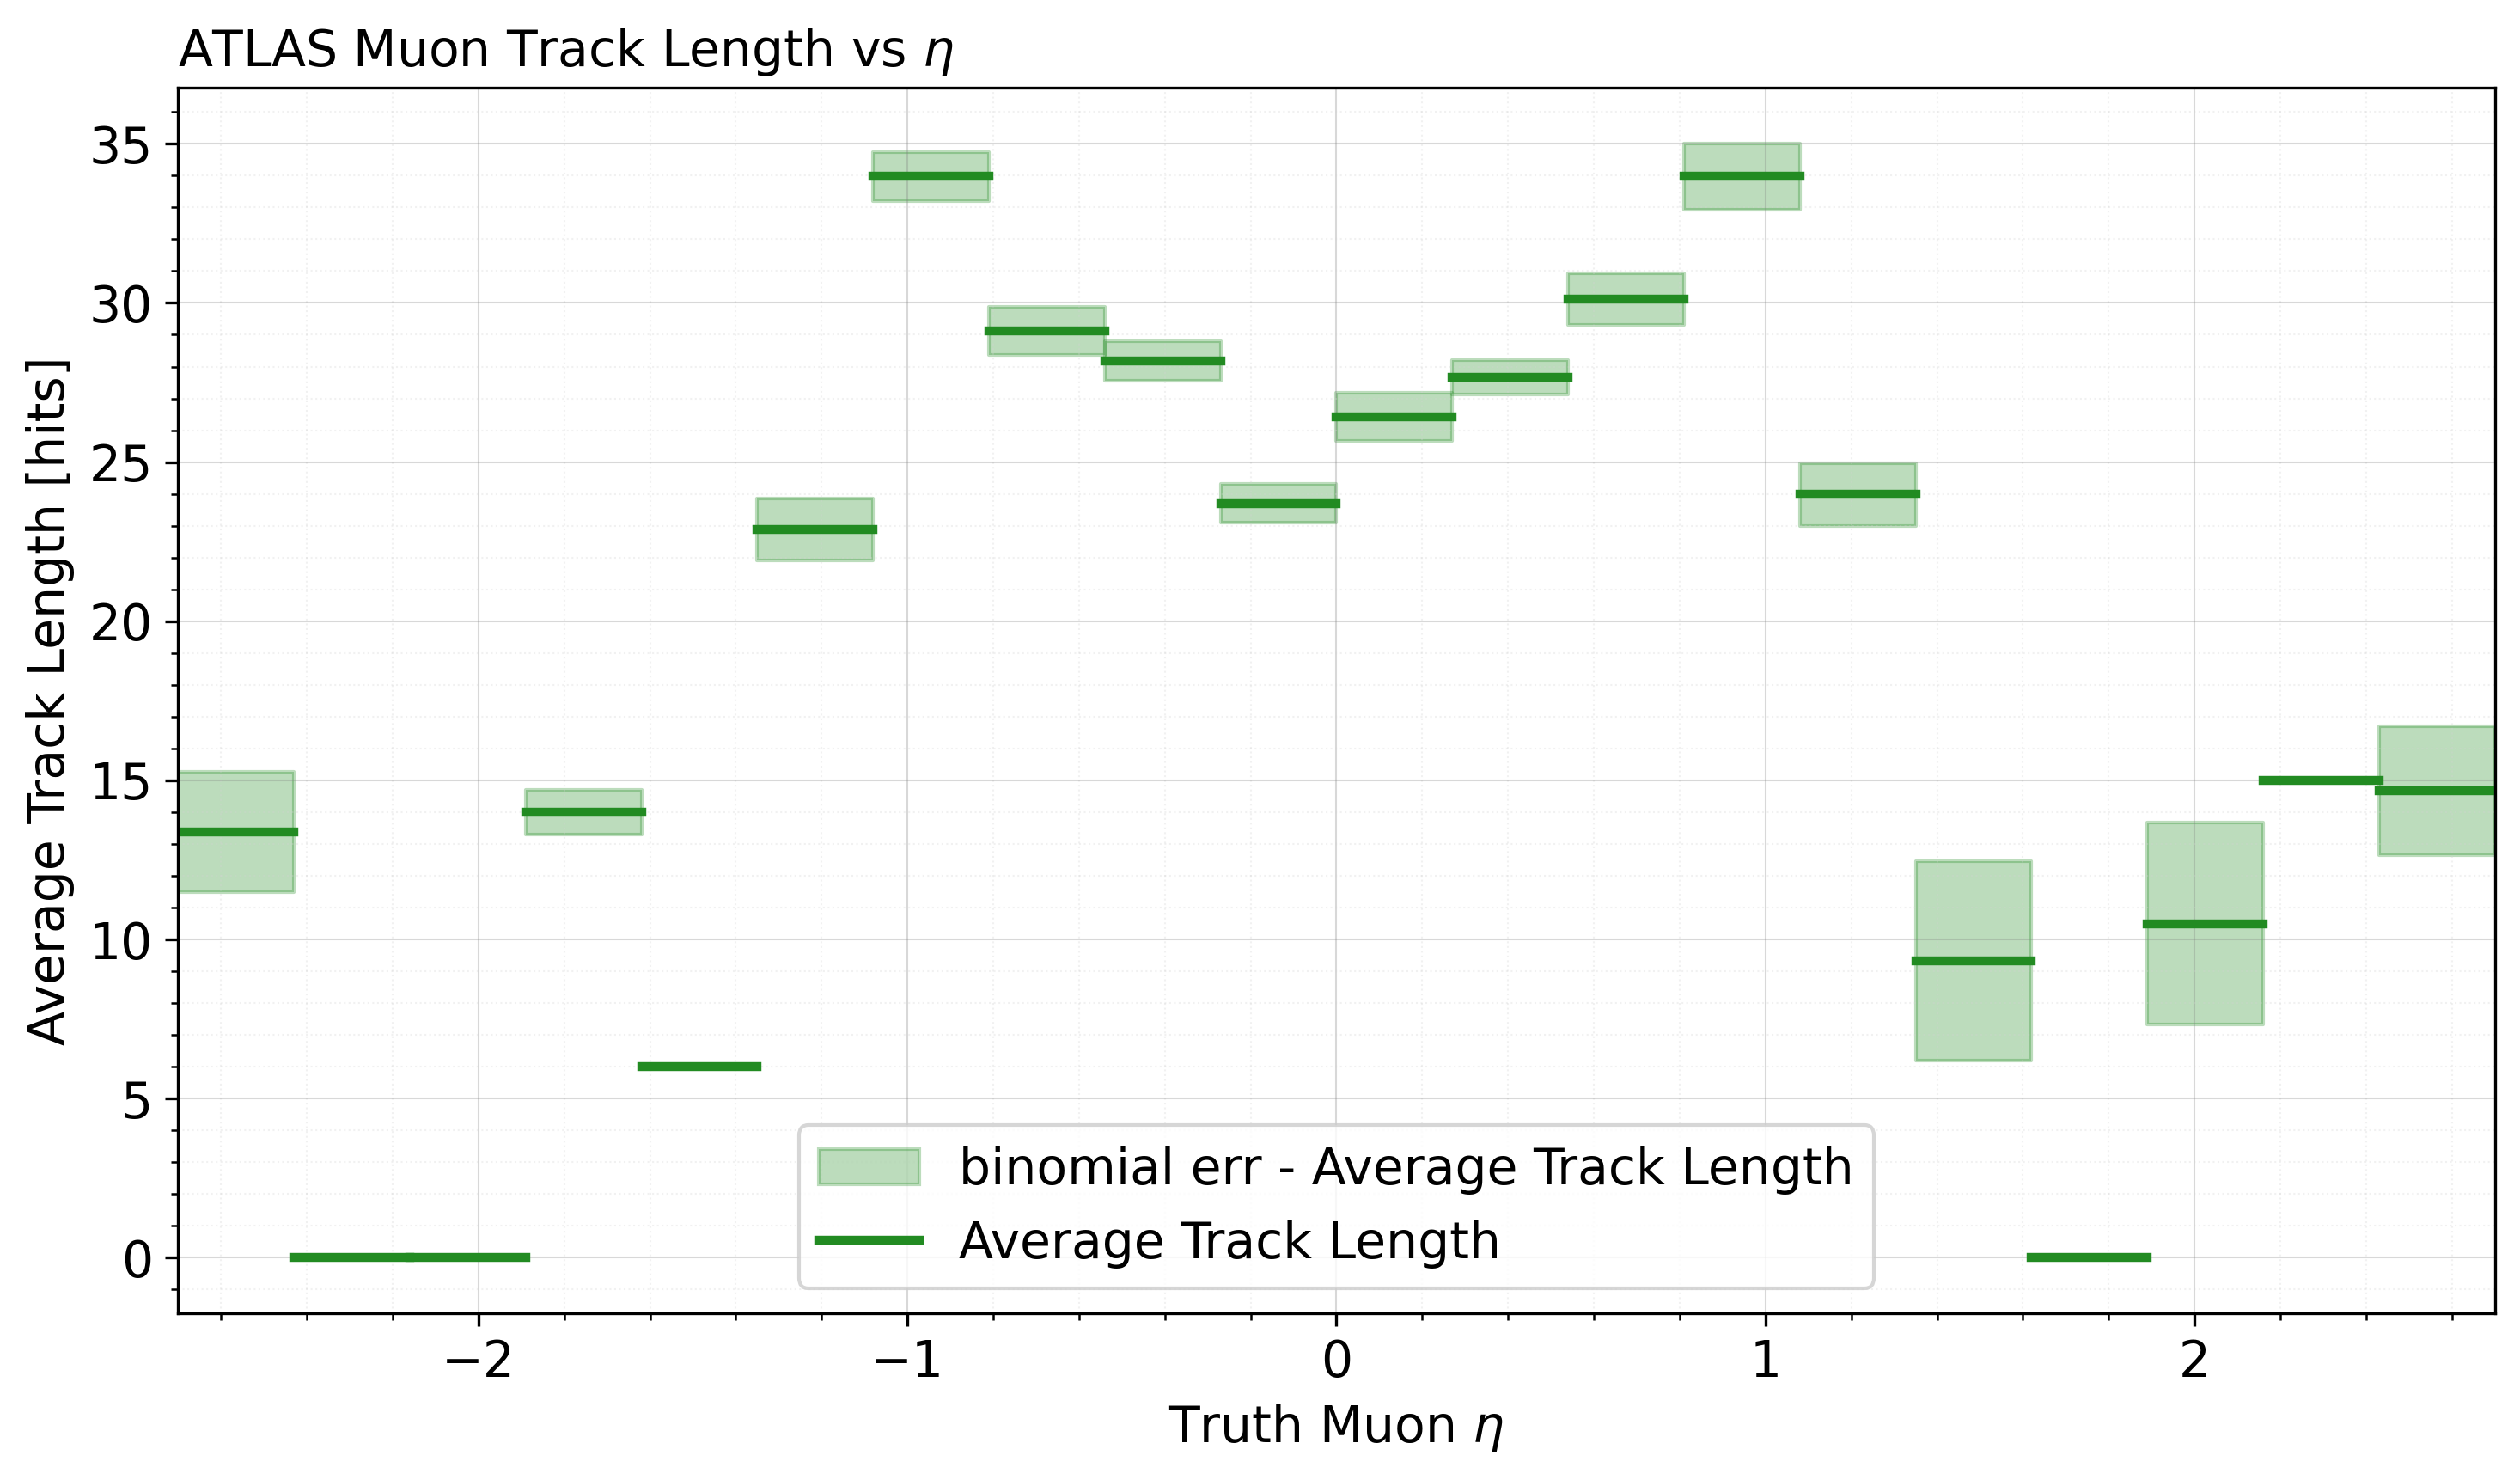 ATLAS Muon Track Length vs η
Average Track Length [hits]
35
30
25
20
15
10
5
0
binomial err - Average Track Length
Average Track Length
−2
−1
0
1
2
Truth Muon η